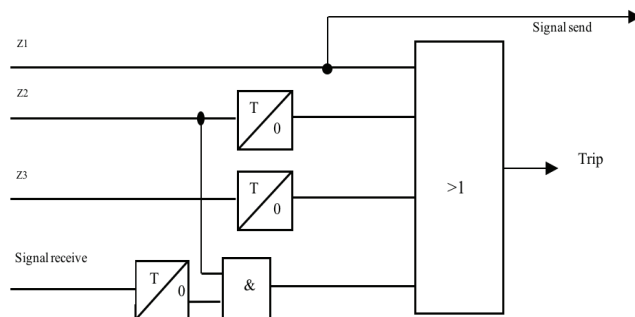 Z1
Signal send
Z2
T
0
Z3
Trip
T
0
>1
Signal receive
T
0
&